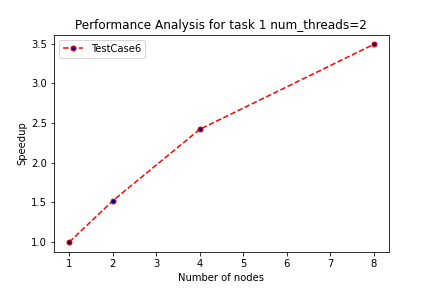 Performance Analysis for task 1 num_threads=2
TestCase6
3.5
3.0
2.5
2.0
1.5
1.0
Speedup
1 2 3 4 5 6 7 8
Number of nodes